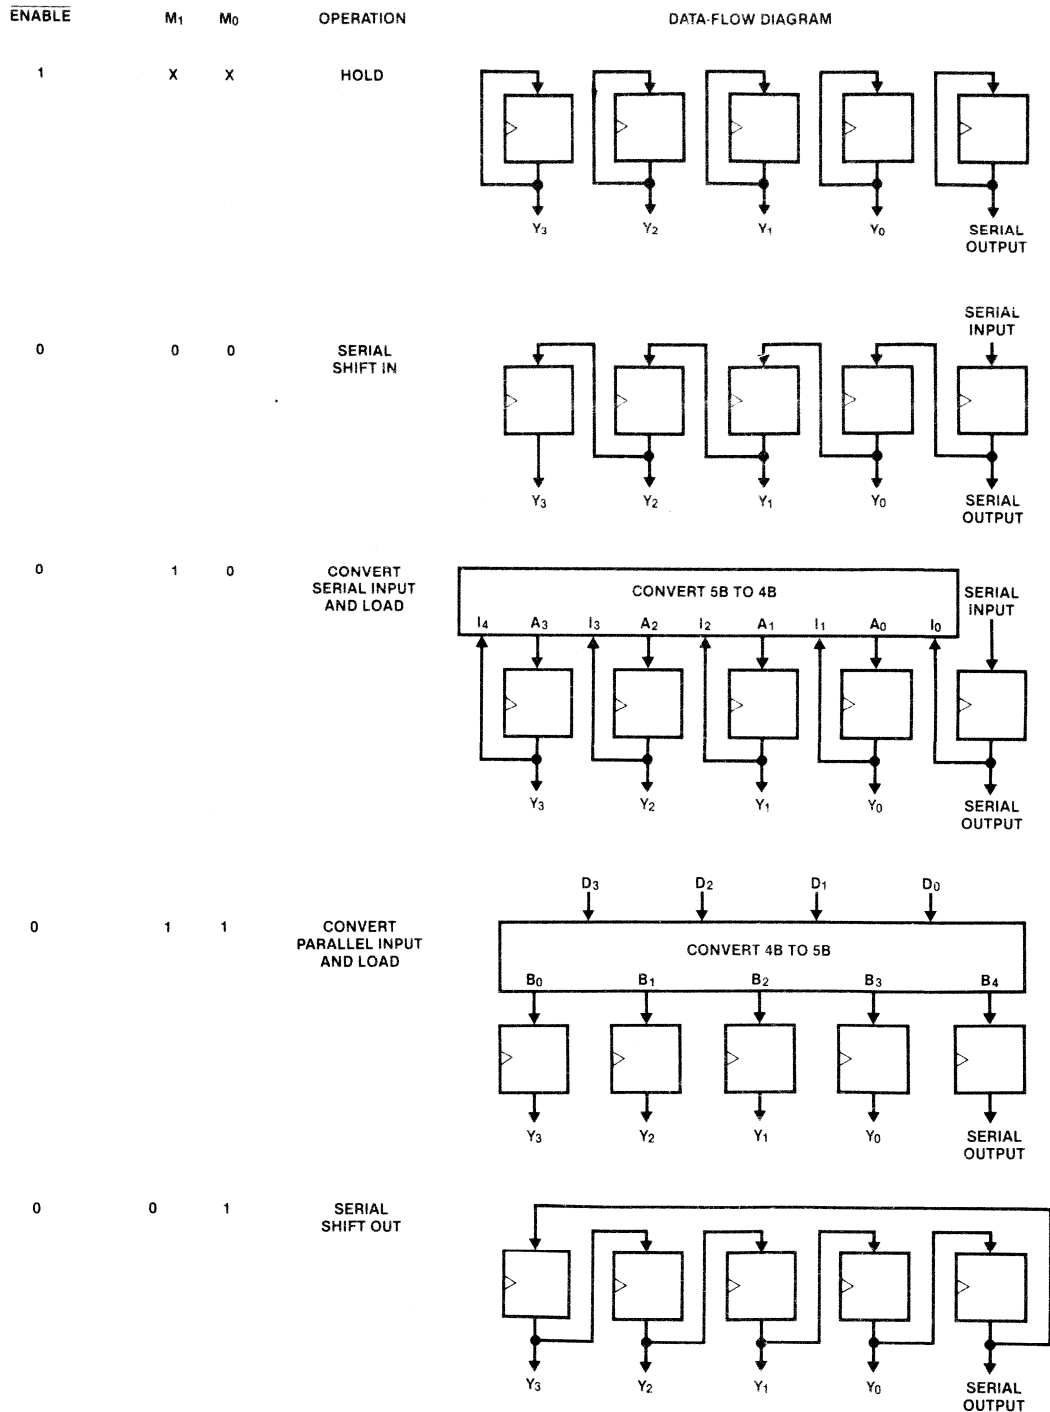 ENABLE M1 M0 OPERATION DATA-FLOW DIAGRAM
1 X X HOLD
Y3 Y2 Y1 Y0 SERIAL
OUTPUT
SERIAL
INPUT
0 0 0 SERIAL
SHIFT IN
Y3 Y2 Y1 Y0 SERIAL
OUTPUT
0 1 0 CONVERT
SERIAL INPUT
AND LOAD
CONVERT 5B TO 4B
SERIAL
INPUT
I4 A3 I3 A2 I2 A1 I1 A0 I0
Y3 Y2 Y1 Y0 SERIAL
OUTPUT
D3 D2 D1 D0
0 1 1 CONVERT
PARALLEL INPUT
AND LOAD
CONVERT 4B TO 5B
B0 B1 B2 B3 B4
Y3 Y2 Y1 Y0 SERIAL
OUTPUT
0 0 1 SERIAL
SHIFT OUT
Y3 Y2 Y1 Y0 SERIAL
OUTPUT